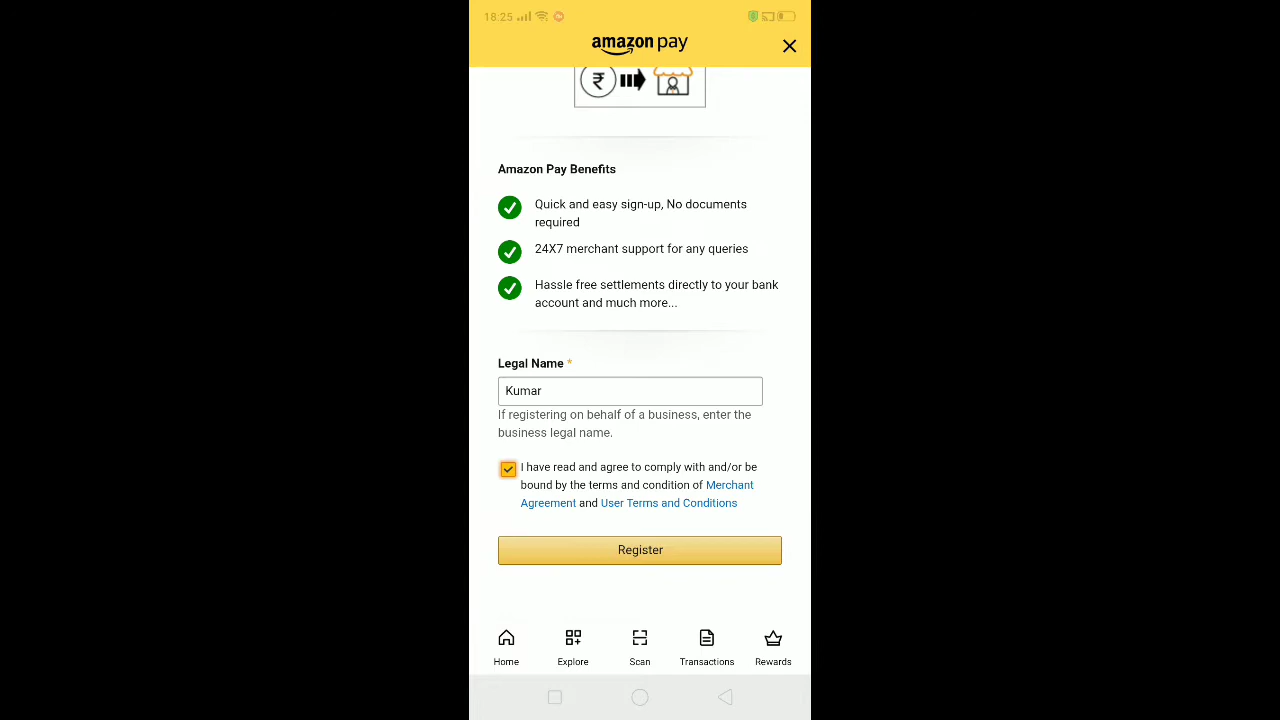 18:25
amazon pay
₹
Amazon Pay Benefits
Quick and easy sign-up, No documents
required
24X7 merchant support for any queries
Hassle free settlements directly to your bank
account and much more...
Legal Name *
Kumar
If registering on behalf of a business, enter the
business legal name.
I have read and agree to comply with and/or be
bound by the terms and condition of Merchant
Agreement and User Terms and Conditions
Register
Home Explore Scan Transactions Rewards